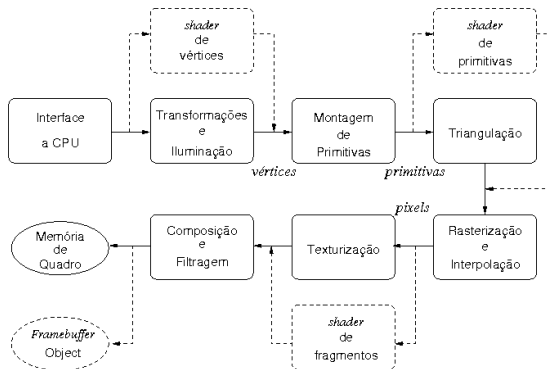 shader
de
vértices
shader
de
primitivas
Interface
a CPU
Transformações
e
Iluminação
Montagem
de
Primitivas
Triangulação
vértices
primitivas
pixels
Memória
de
Quadro
Composição
e
Filtragem
Texturização
Rasterização
e
Interpolação
Framebuffer
Object
shader
de
fragmentos